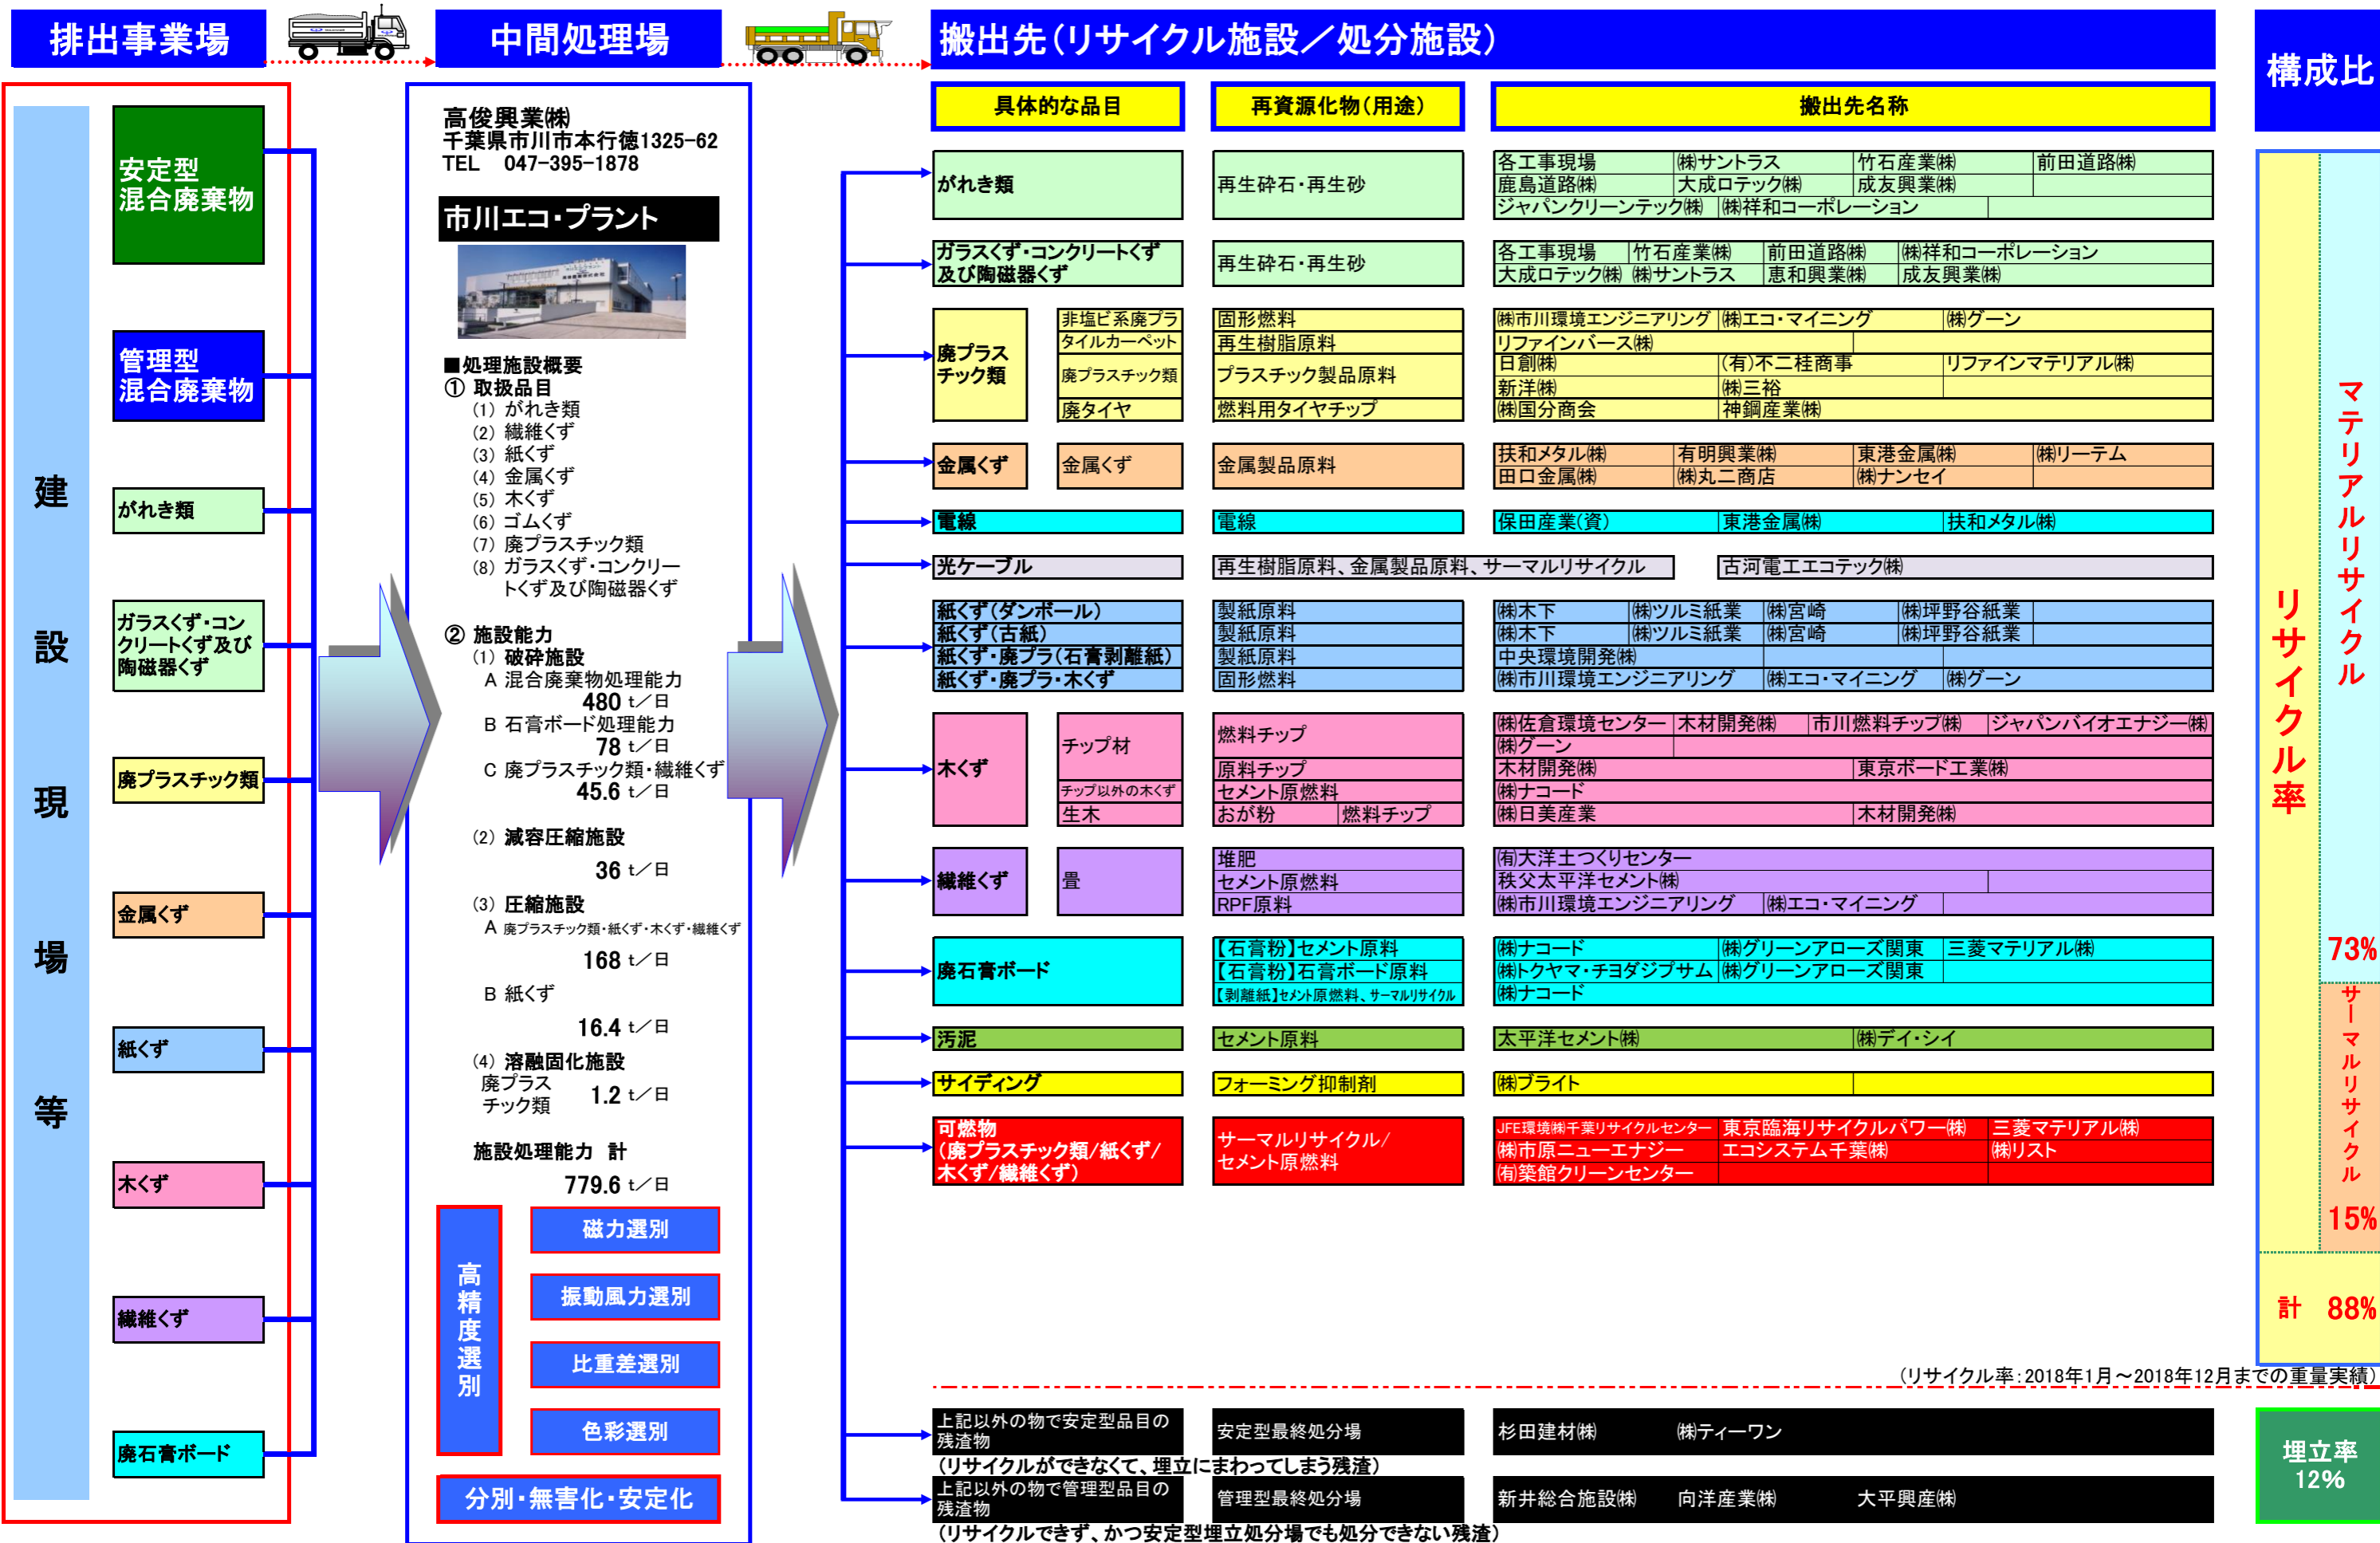 排出事業場
中間処理場
搬出先(リサイクル施設／処分施設)
構成比
建設現場等
安定型
混合廃棄物
管理型
混合廃棄物
がれき類
ガラスくず・コン
クリートくず及び
陶磁器くず
廃プラスチック類
金属くず
紙くず
木くず
繊維くず
廃石膏ボード
高俊興業㈱
千葉県市川市本行徳1325-62
TEL 047-395-1878
市川エコ・プラント
■処理施設概要
① 取扱品目
(1) がれき類
(2) 繊維くず
(3) 紙くず
(4) 金属くず
(5) 木くず
(6) ゴムくず
(7) 廃プラスチック類
(8) ガラスくず・コンクリー
トくず及び陶磁器くず
② 施設能力
(1) 破砕施設
A 混合廃棄物処理能力
480 t／日
B 石膏ボード処理能力
78 t／日
C 廃プラスチック類・繊維くず
45.6 t／日
(2) 減容圧縮施設
36 t／日
(3) 圧縮施設
A 廃プラスチック類・紙くず・木くず・繊維くず
168 t／日
B 紙くず
16.4 t／日
(4) 溶融固化施設
廃プラス
チック類 1.2 t／日
施設処理能力 計
779.6 t／日
高精度選別
磁力選別
振動風力選別
比重差選別
色彩選別
分別・無害化・安定化
具体的な品目 再資源化物(用途) 搬出先名称
がれき類 再生砕石・再生砂
各工事現場 ㈱サントラス 竹石産業㈱ 前田道路㈱
鹿島道路㈱ 大成ロテック㈱ 成友興業㈱
ジャパンクリーンテック㈱ ㈱祥和コーポレーション
ガラスくず・コンクリートくず
及び陶磁器くず
再生砕石・再生砂
各工事現場 竹石産業㈱ 前田道路㈱ ㈱祥和コーポレーション
大成ロテック㈱ ㈱サントラス 恵和興業㈱ 成友興業㈱
廃プラス
チック類
非塩ビ系廃プラ 固形燃料 ㈱市川環境エンジニアリング ㈱エコ・マイニング ㈱グーン
タイルカーペット 再生樹脂原料 リファインバース㈱
廃プラスチック類 プラスチック製品原料
日創㈱ (有)不二桂商事 リファインマテリアル㈱
新洋㈱ ㈱三裕
廃タイヤ 燃料用タイヤチップ ㈱国分商会 神鋼産業㈱
金属くず 金属くず 金属製品原料
扶和メタル㈱ 有明興業㈱ 東港金属㈱ ㈱リーテム
田口金属㈱ ㈱丸二商店 ㈱ナンセイ
電線 電線 保田産業(資) 東港金属㈱ 扶和メタル㈱
光ケーブル 再生樹脂原料、金属製品原料、サーマルリサイクル 古河電工エコテック㈱
紙くず(ダンボール) 製紙原料 ㈱木下 ㈱ツルミ紙業 ㈱宮崎 ㈱坪野谷紙業
紙くず(古紙) 製紙原料 ㈱木下 ㈱ツルミ紙業 ㈱宮崎 ㈱坪野谷紙業
紙くず・廃プラ(石膏剥離紙) 製紙原料 中央環境開発㈱
紙くず・廃プラ・木くず 固形燃料 ㈱市川環境エンジニアリング ㈱エコ・マイニング ㈱グーン
木くず
チップ材 燃料チップ
㈱佐倉環境センター 木材開発㈱ 市川燃料チップ㈱ ジャパンバイオエナジー㈱
㈱グーン
原料チップ 木材開発㈱ 東京ボード工業㈱
チップ以外の木くず セメント原燃料 ㈱ナコード
生木 おが粉 燃料チップ ㈱日美産業 木材開発㈱
繊維くず 畳
堆肥 ㈲大洋土つくりセンター
セメント原燃料 秩父太平洋セメント㈱
RPF原料 ㈱市川環境エンジニアリング ㈱エコ・マイニング
廃石膏ボード
【石膏粉】セメント原料 ㈱ナコード ㈱グリーンアローズ関東 三菱マテリアル㈱
【石膏粉】石膏ボード原料 ㈱トクヤマ・チヨダジプサム ㈱グリーンアローズ関東
【剥離紙】セメント原燃料、サーマルリサイクル ㈱ナコード
汚泥 セメント原料 太平洋セメント㈱ ㈱デイ・シイ
サイディング フォーミング抑制剤 ㈱ブライト
可燃物
(廃プラスチック類/紙くず/
木くず/繊維くず)
サーマルリサイクル/
セメント原燃料
JFE環境㈱千葉リサイクルセンター 東京臨海リサイクルパワー㈱ 三菱マテリアル㈱
㈱市原ニューエナジー エコシステム千葉㈱ ㈱リスト
㈲築館クリーンセンター
リサイクル率
マテリアルリサイクル
73%
サーマルリサイクル
15%
計 88%
(リサイクル率:2018年1月～2018年12月までの重量実績)
上記以外の物で安定型品目の
残渣物
安定型最終処分場 杉田建材㈱ ㈱ティーワン
(リサイクルができなくて、埋立にまわってしまう残渣)
上記以外の物で管理型品目の
残渣物
管理型最終処分場 新井総合施設㈱ 向洋産業㈱ 大平興産㈱
(リサイクルできず、かつ安定型埋立処分場でも処分できない残渣)
埋立率
12%